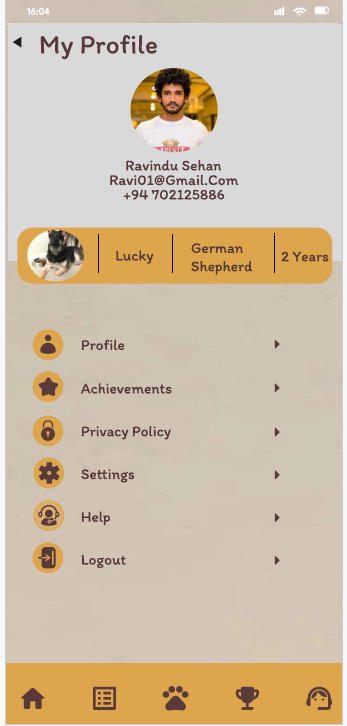 16:04
My Profile
Ravindu Sehan
Ravi01@Gmail.Com
+94 702125886
Lucky
German
Shepherd
2 Years
Profile
Achievements
Privacy Policy
Settings
Help
Logout